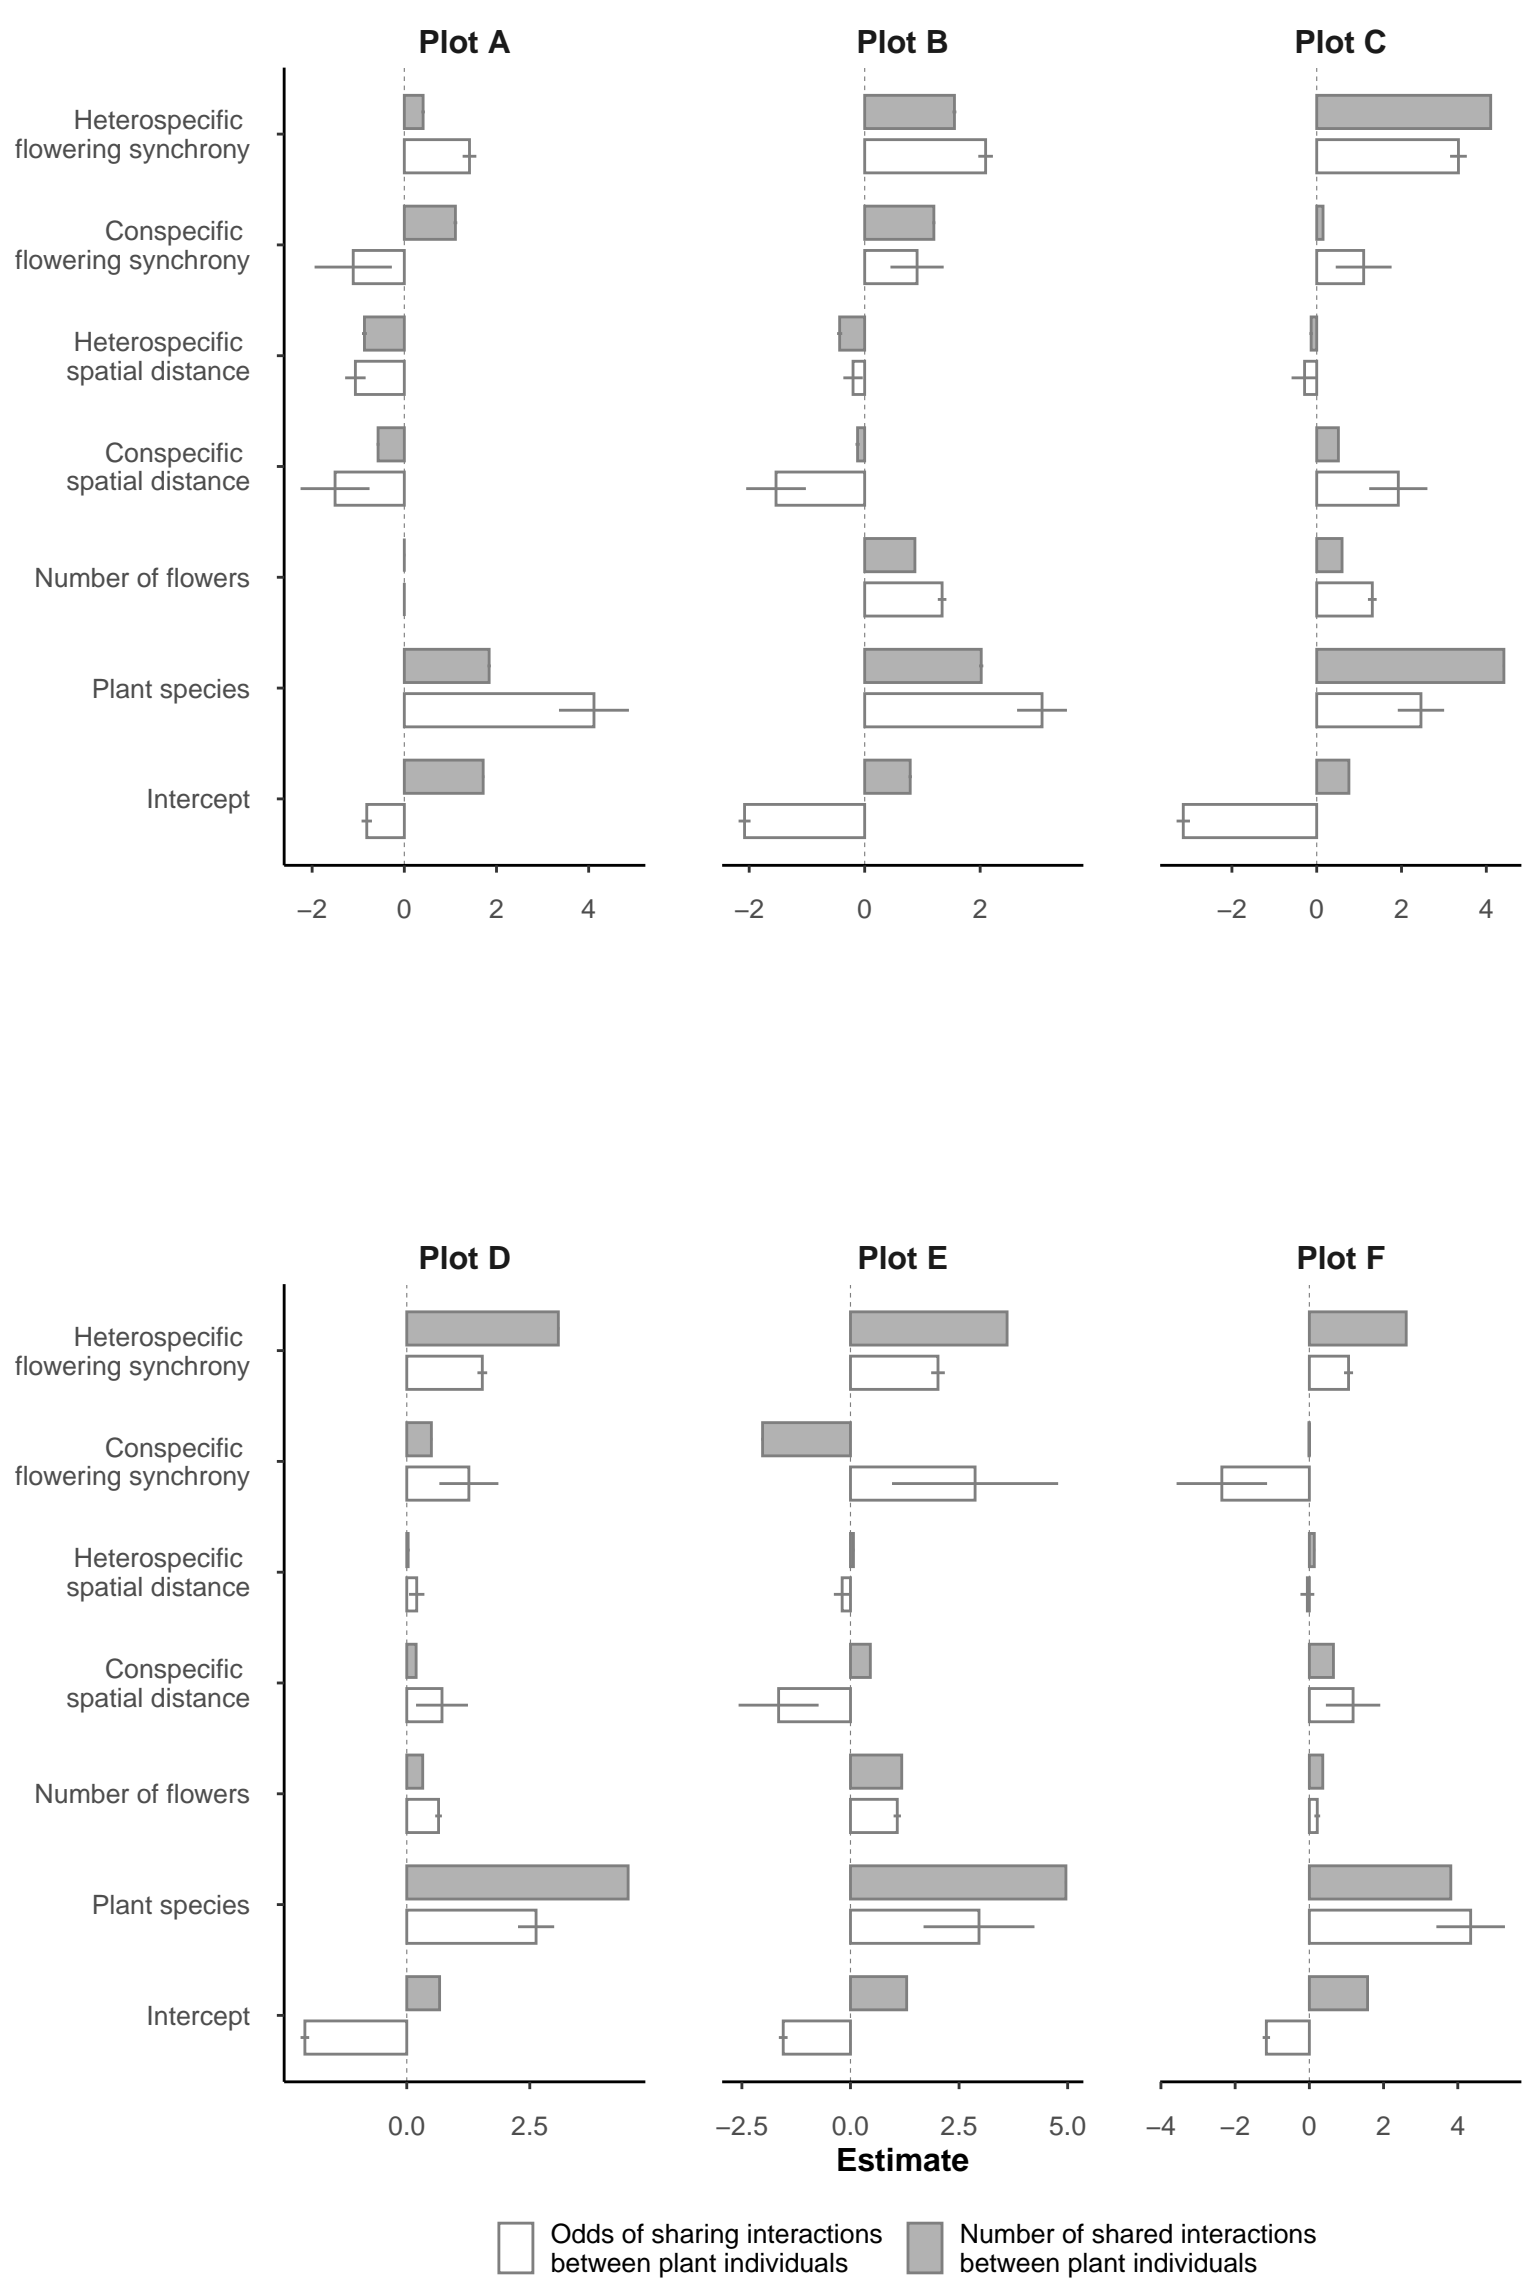 Plot A
Plot B
Plot C
Heterospecific
flowering synchrony
Conspecific
flowering synchrony
Heterospecific
spatial distance
Conspecific
spatial distance
Number of flowers
Plant species
Intercept
−2 0 2 4
−2 0 2
−2 0 2 4
Plot D
Plot E
Plot F
Heterospecific
flowering synchrony
Conspecific
flowering synchrony
Heterospecific
spatial distance
Conspecific
spatial distance
Number of flowers
Plant species
Intercept
0.0 2.5
−2.5 0.0 2.5 5.0
−4 −2 0 2 4
Estimate
Odds of sharing interactions
between plant individuals
Number of shared interactions
between plant individuals